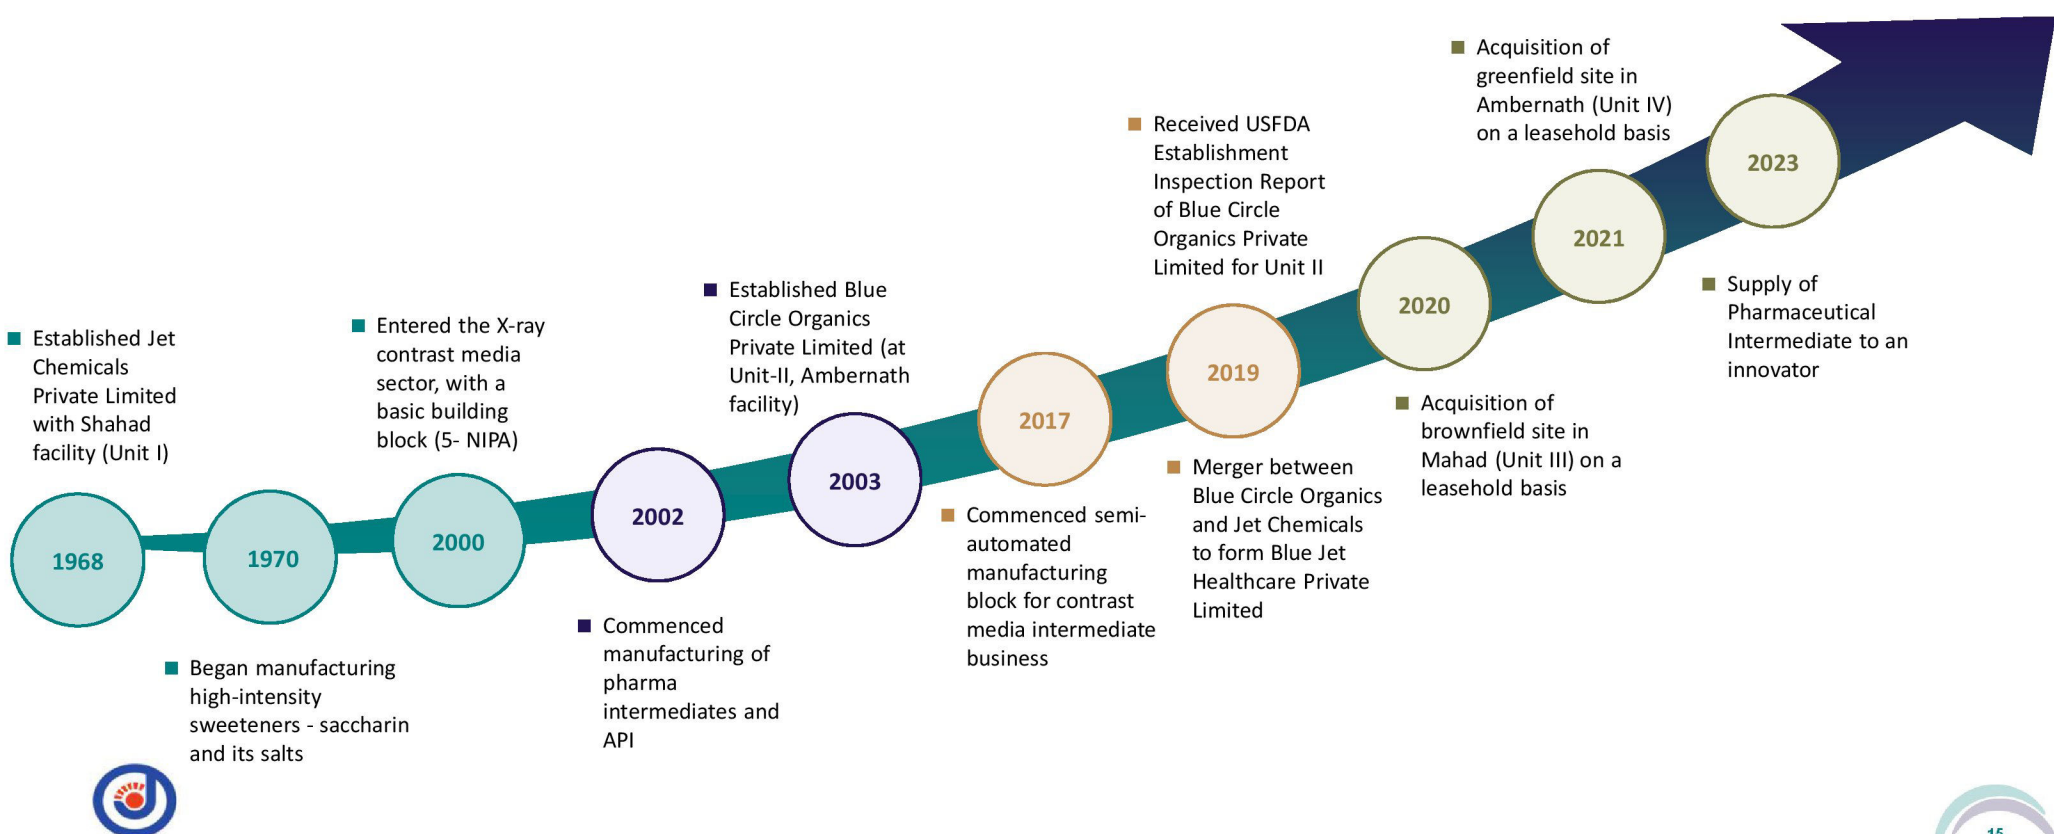 Established Jet
Chemicals
Private Limited
with Shahad
facility (Unit I)
1968
1970
Began manufacturing
high-intensity
sweeteners - saccharin
and its salts
Entered the X-ray
contrast media
sector, with a
basic building
block (5- NIPA)
2000
2002
Commenced
manufacturing of
pharma
intermediates and
API
Established Blue
Circle Organics
Private Limited (at
Unit-II, Ambernath
facility)
2003
2017
Commenced semi-
automated
manufacturing
block for contrast
media intermediate
business
Received USFDA
Establishment
Inspection Report
of Blue Circle
Organics Private
Limited for Unit II
2019
Merger between
Blue Circle Organics
and Jet Chemicals
to form Blue Jet
Healthcare Private
Limited
2020
Acquisition of
brownfield site in
Mahad (Unit III) on a
leasehold basis
Acquisition of
greenfield site in
Ambernath (Unit IV)
on a leasehold basis
2021
2023
Supply of
Pharmaceutical
Intermediate to an
innovator
15